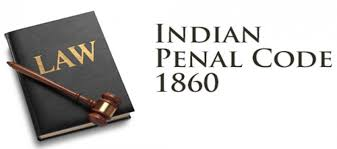 LAW
INDIAN
PENAL CODE
1860